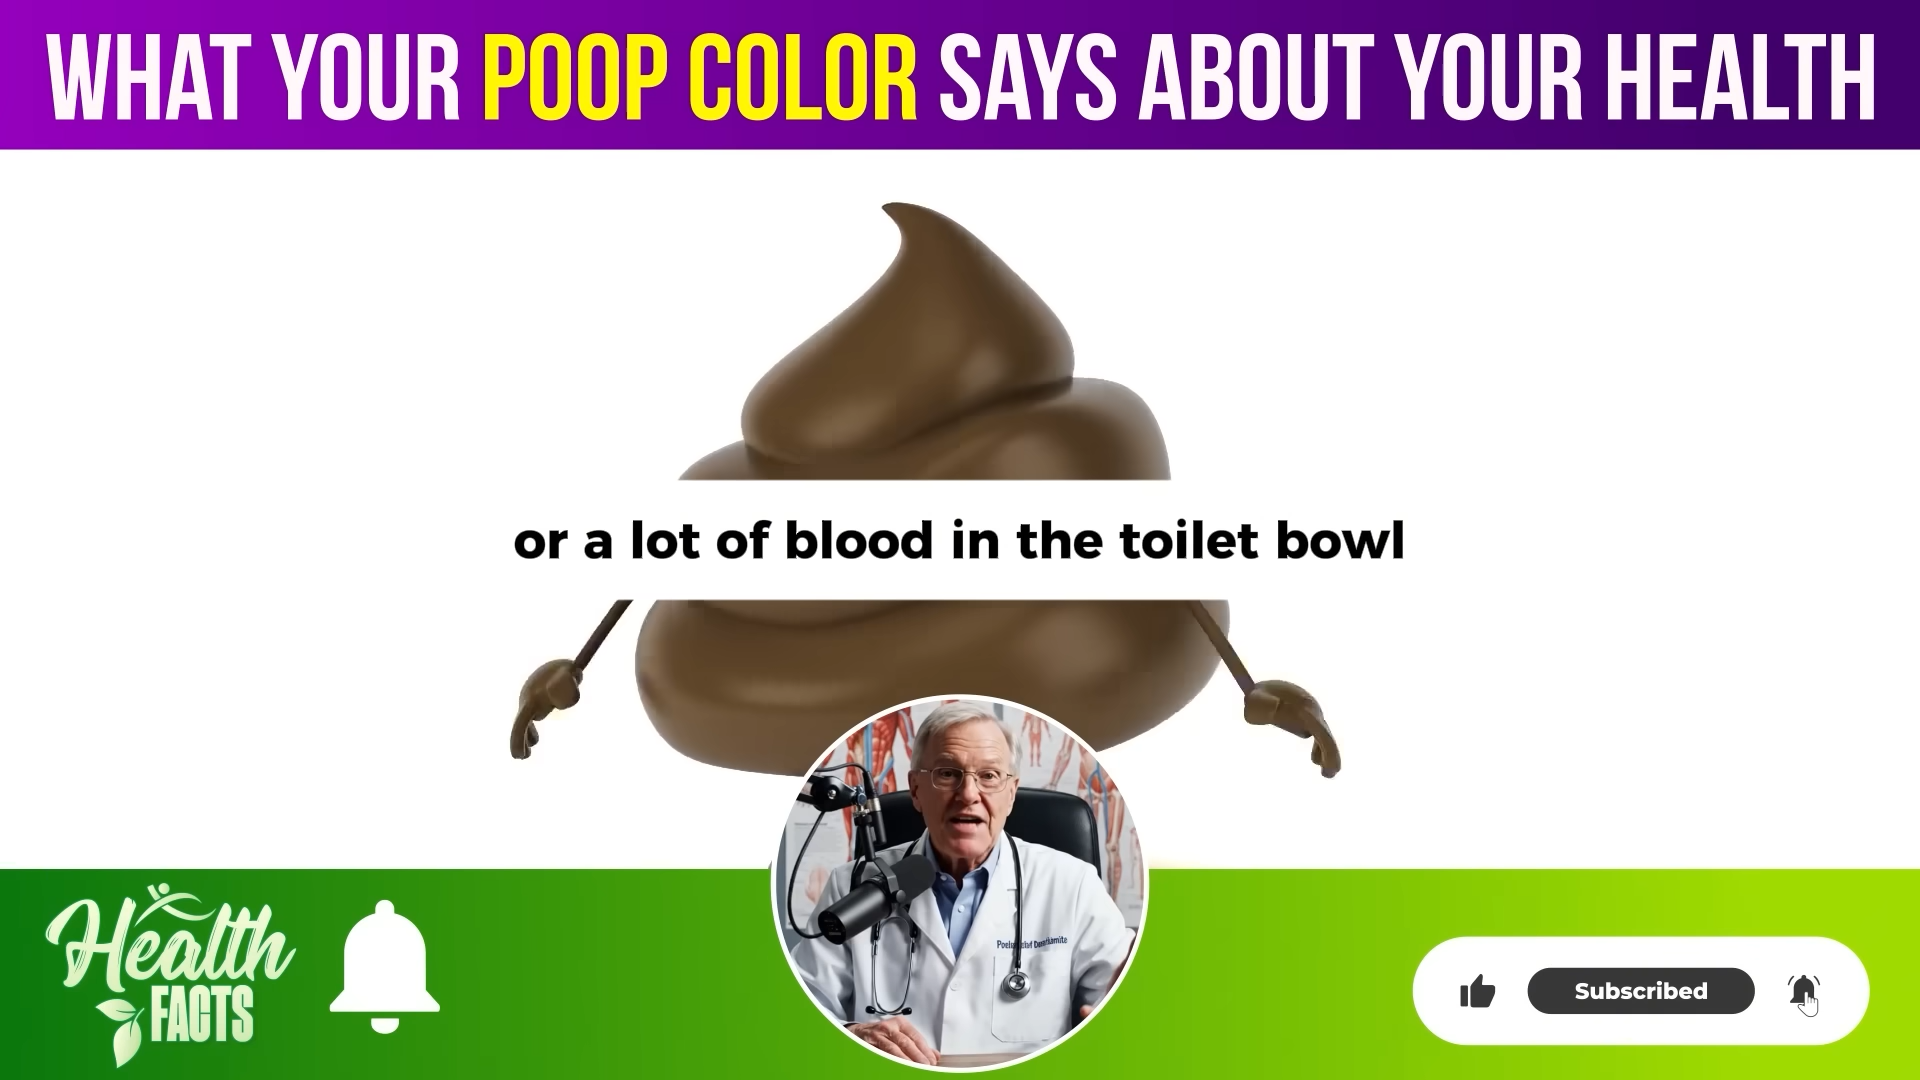 WHAT YOUR POOP COLOR SAYS ABOUT YOUR HEALTH
or a lot of blood in the toilet bowl
Health
FACTS
Subscribed